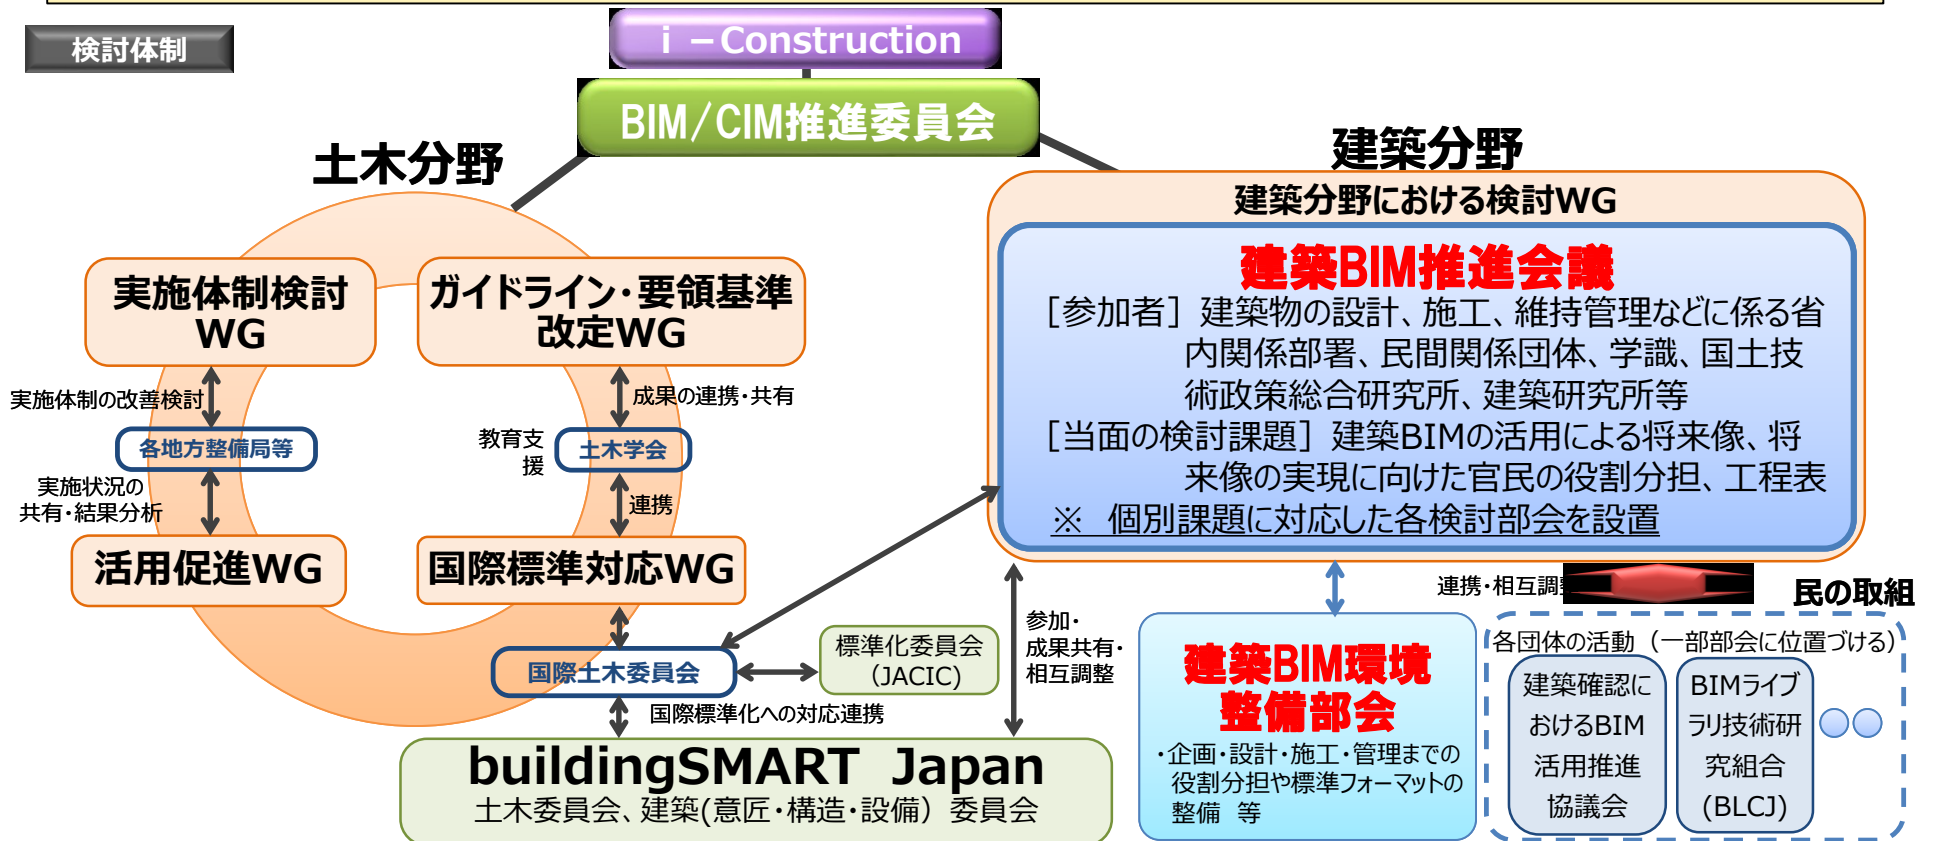 検討体制
i－Construction
BIM/CIM推進委員会
土木分野
建築分野
実施体制検討
WG
ガイドライン・要領基準
改定WG
実施体制の改善検討
成果の連携・共有
各地方整備局等
教育支
援
土木学会
実施状況の
共有・結果分析
連携
活用促進WG
国際標準対応WG
国際土木委員会
標準化委員会
（JACIC)
国際標準化への対応連携
buildingSMART Japan
土木委員会、建築(意匠・構造・設備）委員会
参加・
成果共有・
相互調整
建築分野における検討WG
建築BIM推進会議
［参加者］建築物の設計、施工、維持管理などに係る省
内関係部署、民間関係団体、学識、国土技
術政策総合研究所、建築研究所等
［当面の検討課題］建築BIMの活用による将来像、将
来像の実現に向けた官民の役割分担、工程表
※　個別課題に対応した各検討部会を設置
建築BIM環境
整備部会
・企画・設計・施工・管理までの
役割分担や標準フォーマットの
整備　等
連携・相互調
民の取組
各団体の活動（一部部会に位置づける）
建築確認に
おけるBIM
活用推進
協議会
BIMライブ
ラリ技術研
究組合
(BLCJ)